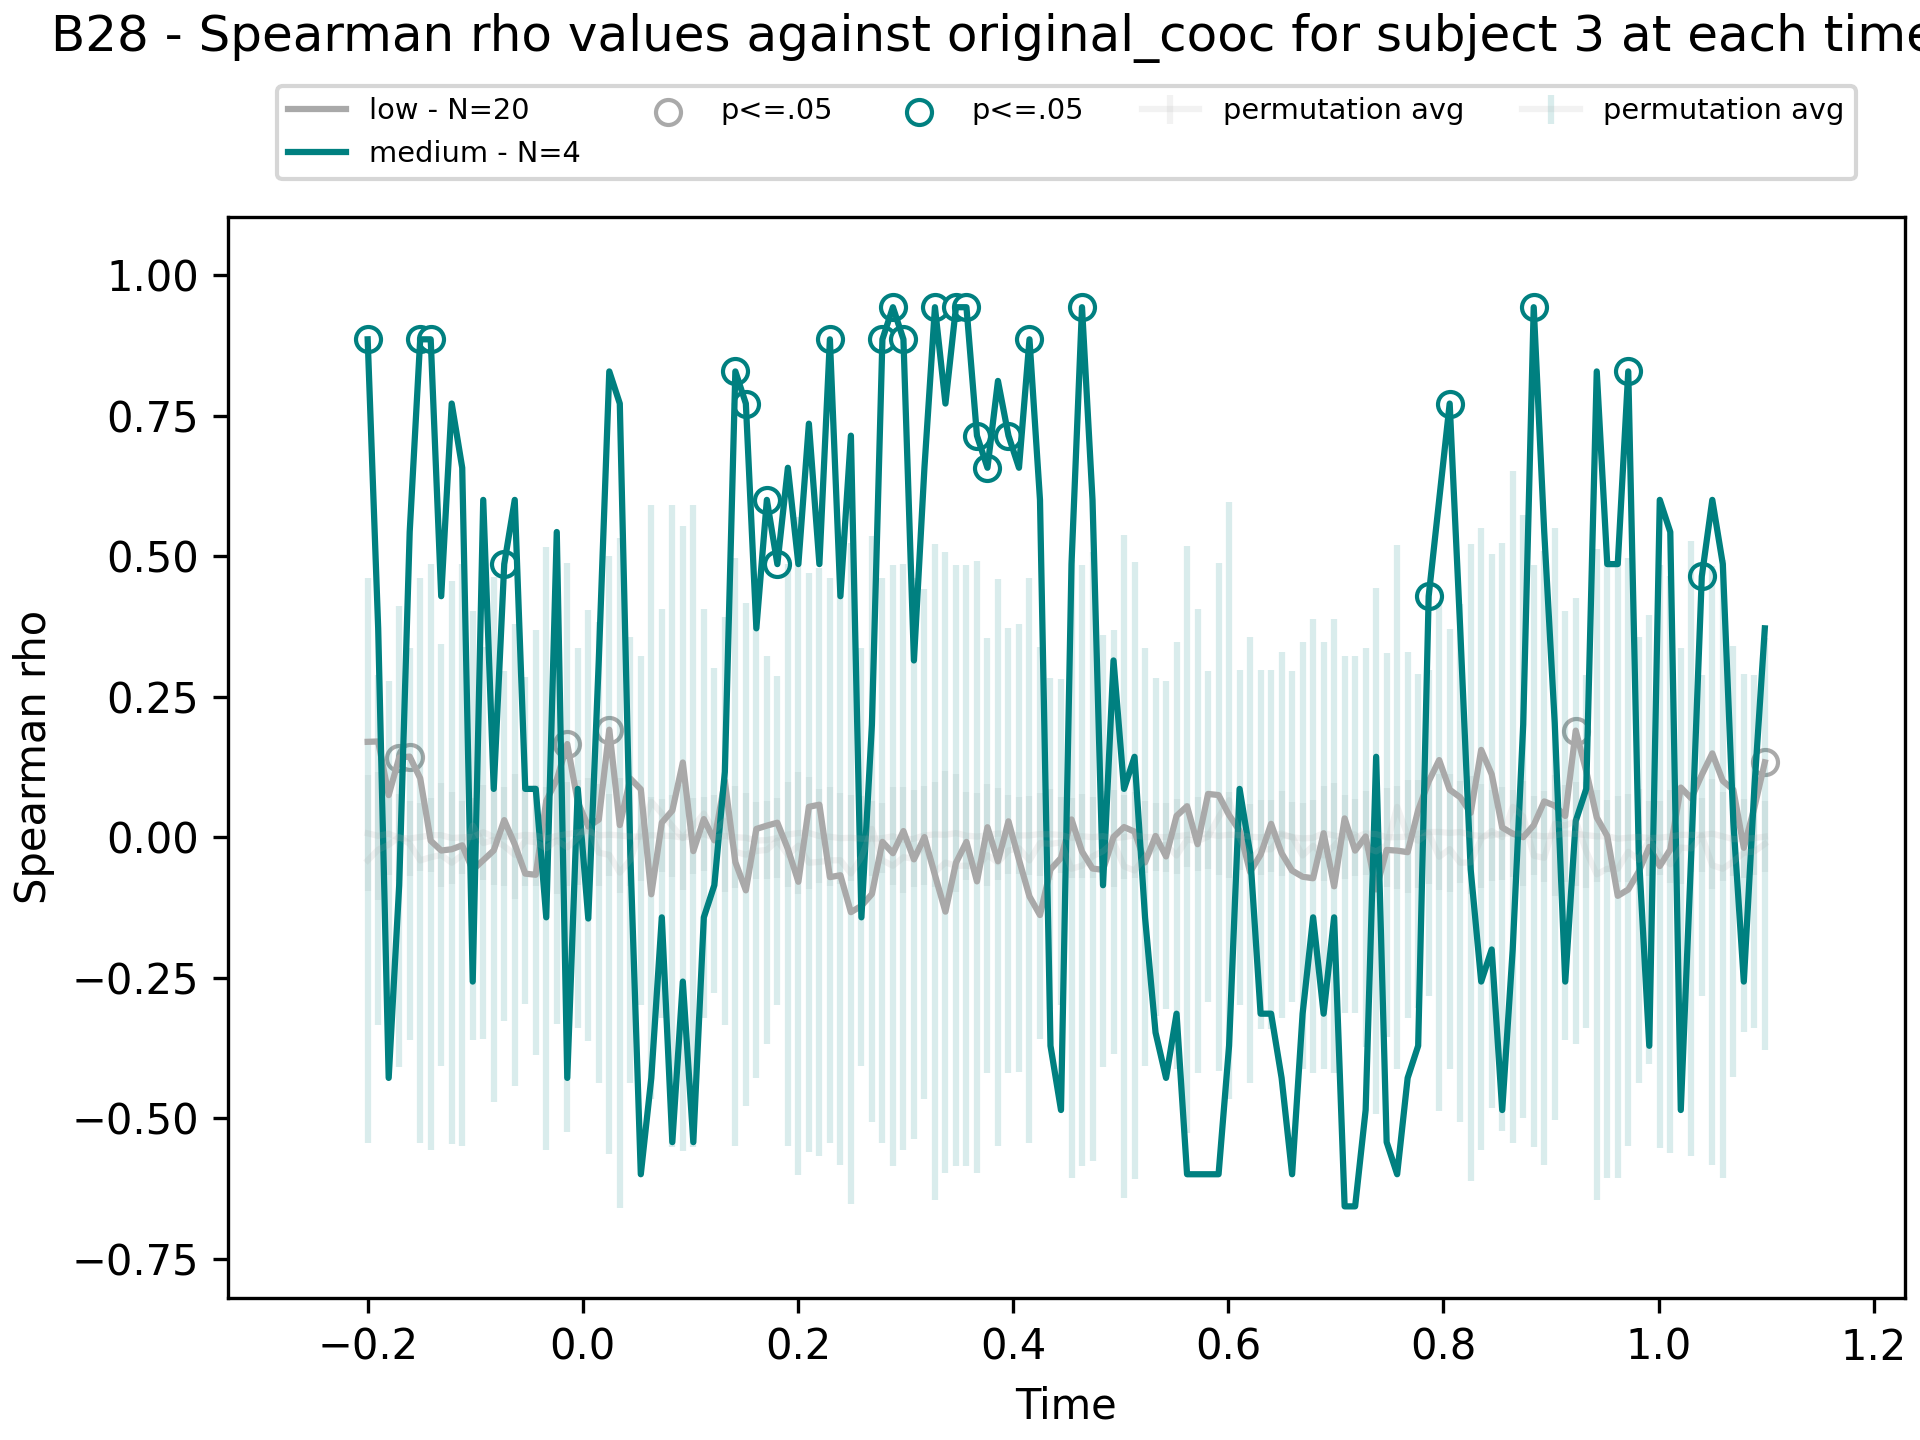 B28 - Spearman rho values against original_cooc for subject 3 at each time
low - N=20
medium - N=4
p<=.05
p<=.05
permutation avg
permutation avg
Spearman rho
1.00
0.75
0.50
0.25
0.00
−0.25
−0.50
−0.75
−0.2
0.0
0.2
0.4
0.6
0.8
1.0
1.2
Time